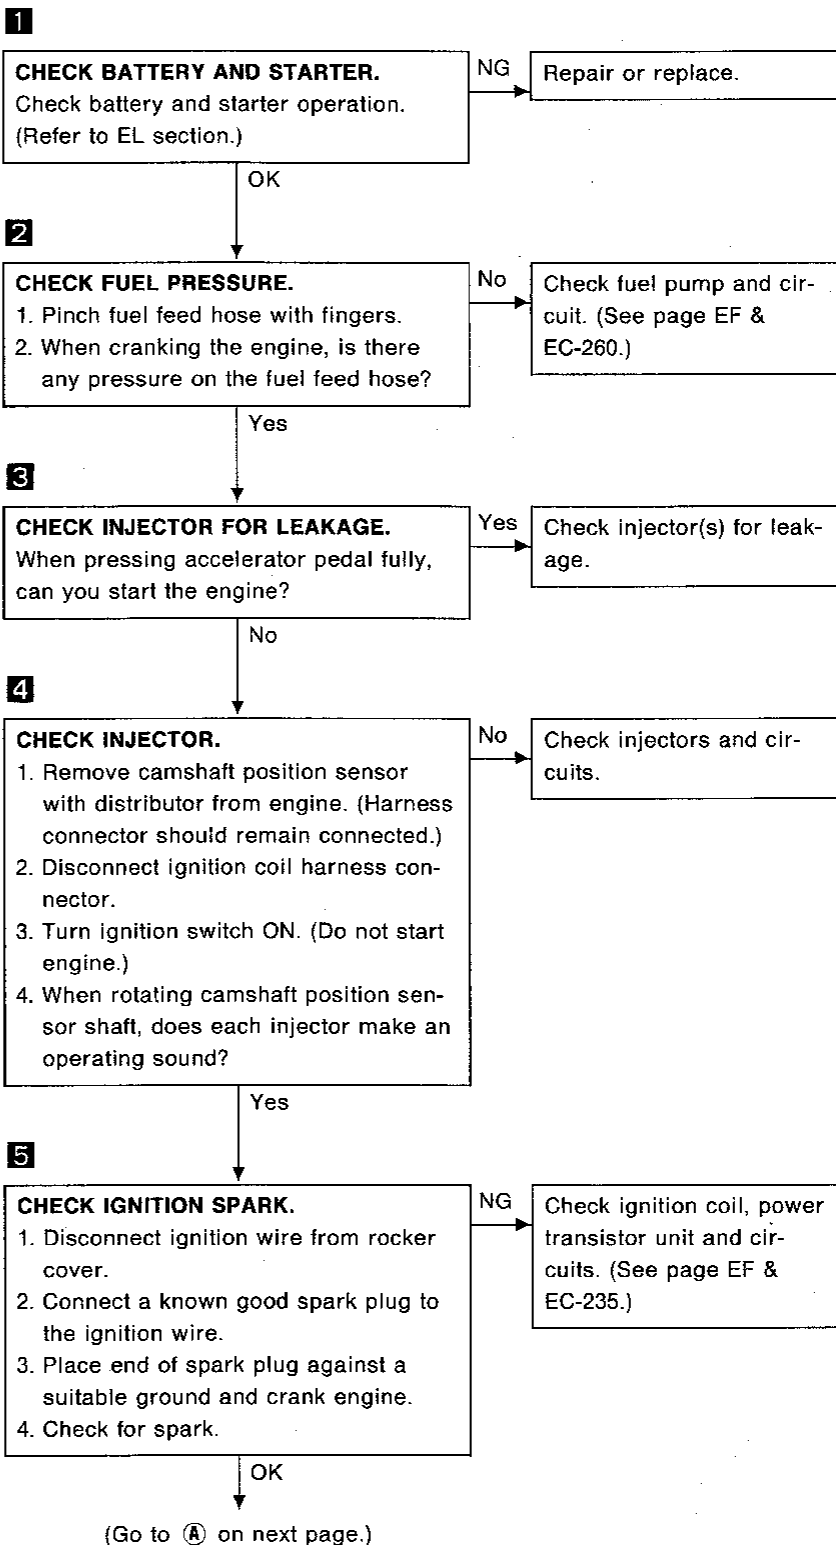 1
CHECK BATTERY AND STARTER.
Check battery and starter operation.
(Refer to EL section.)
NG
Repair or replace.
OK
2
CHECK FUEL PRESSURE.
1. Pinch fuel feed hose with fingers.
2. When cranking the engine, is there
any pressure on the fuel feed hose?
No
Check fuel pump and cir-
cuit. (See page EF &
EC-260.)
Yes
3
CHECK INJECTOR FOR LEAKAGE.
When pressing accelerator pedal fully,
can you start the engine?
Yes
Check injector(s) for leak-
age.
No
4
CHECK INJECTOR.
1. Remove camshaft position sensor
with distributor from engine. (Harness
connector should remain connected.)
2. Disconnect ignition coil harness con-
nector.
3. Turn ignition switch ON. (Do not start
engine.)
4. When rotating camshaft position sen-
sor shaft, does each injector make an
operating sound?
No
Check injectors and cir-
cuits.
Yes
5
CHECK IGNITION SPARK.
1. Disconnect ignition wire from rocker
cover.
2. Connect a known good spark plug to
the ignition wire.
3. Place end of spark plug against a
suitable ground and crank engine.
4. Check for spark.
NG
Check ignition coil, power
transistor unit and cir-
cuits. (See page EF &
EC-235.)
OK
(Go to Ⓐ on next page.)